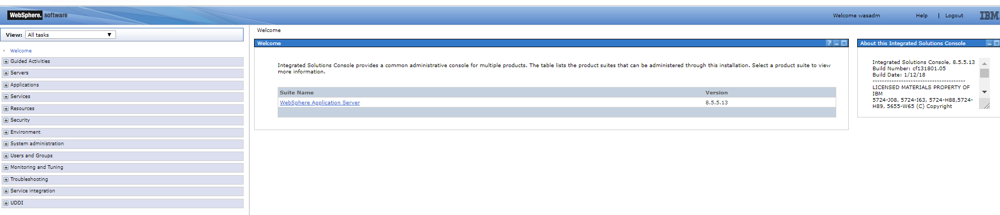 WebSphere. software
Welcome wasadm Help | Logout IBM
View: All tasks
Welcome
Guided Activities
Servers
Applications
Services
Resources
Security
Environment
System administration
Users and Groups
Monitoring and Tuning
Troubleshooting
Service integration
UDDI
Welcome
Welcome
Integrated Solutions Console provides a common administrative console for multiple products. The table lists the product suites that can be administered through this installation. Select a product suite to view
more information.
Suite Name Version
WebSphere Application Server 8.5.5.13
About this Integrated Solutions Console
Integrated Solutions Console, 8.5.5.13
Build Number: cf131801.05
Build Date: 1/12/18
---------------------------------------
LICENSED MATERIALS PROPERTY OF
IBM
5724-J08, 5724-I63, 5724-H88,5724-
H89, 5655-W65 (C) Copyright